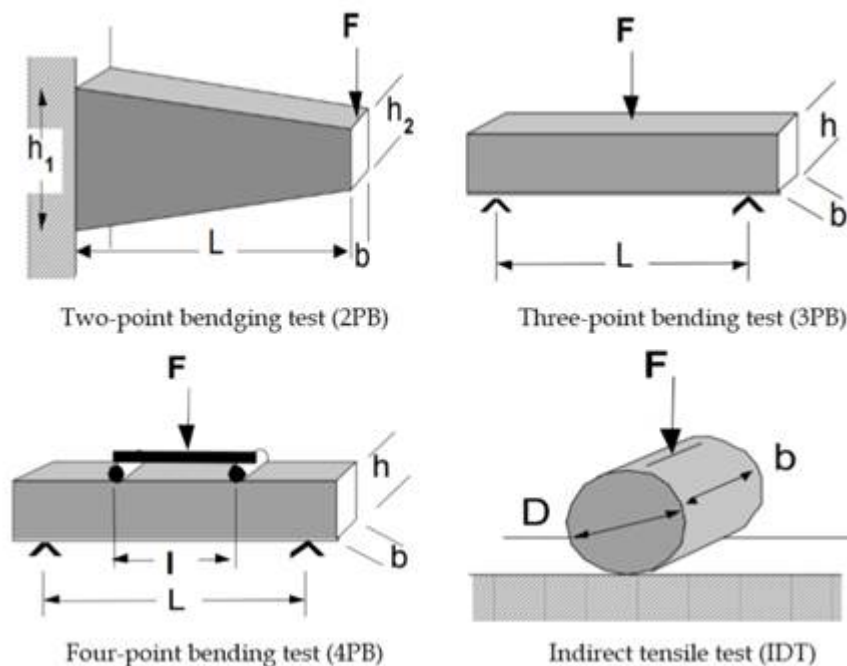 F
h₂
h₁
L
b
Two-point bendging test (2PB)
F
h
b
L
Three-point bending test (3PB)
F
h
b
l
L
Four-point bending test (4PB)
F
b
D
Indirect tensile test (IDT)